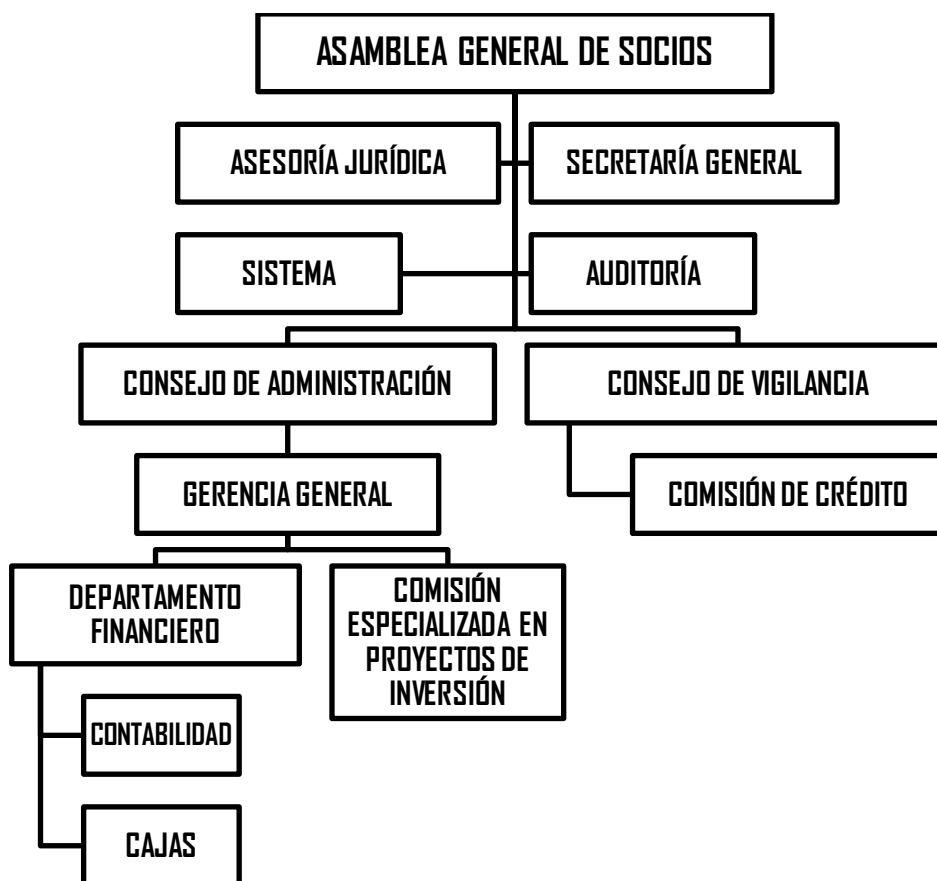 ASAMBLEA GENERAL DE SOCIOS
ASESORÍA JURÍDICA
SECRETARÍA GENERAL
SISTEMA
AUDITORÍA
CONSEJO DE ADMINISTRACIÓN
CONSEJO DE VIGILANCIA
GERENCIA GENERAL
COMISIÓN DE CRÉDITO
DEPARTAMENTO
FINANCIERO
COMISIÓN
ESPECIALIZADA EN
PROYECTOS DE
INVERSIÓN
CONTABILIDAD
CAJAS